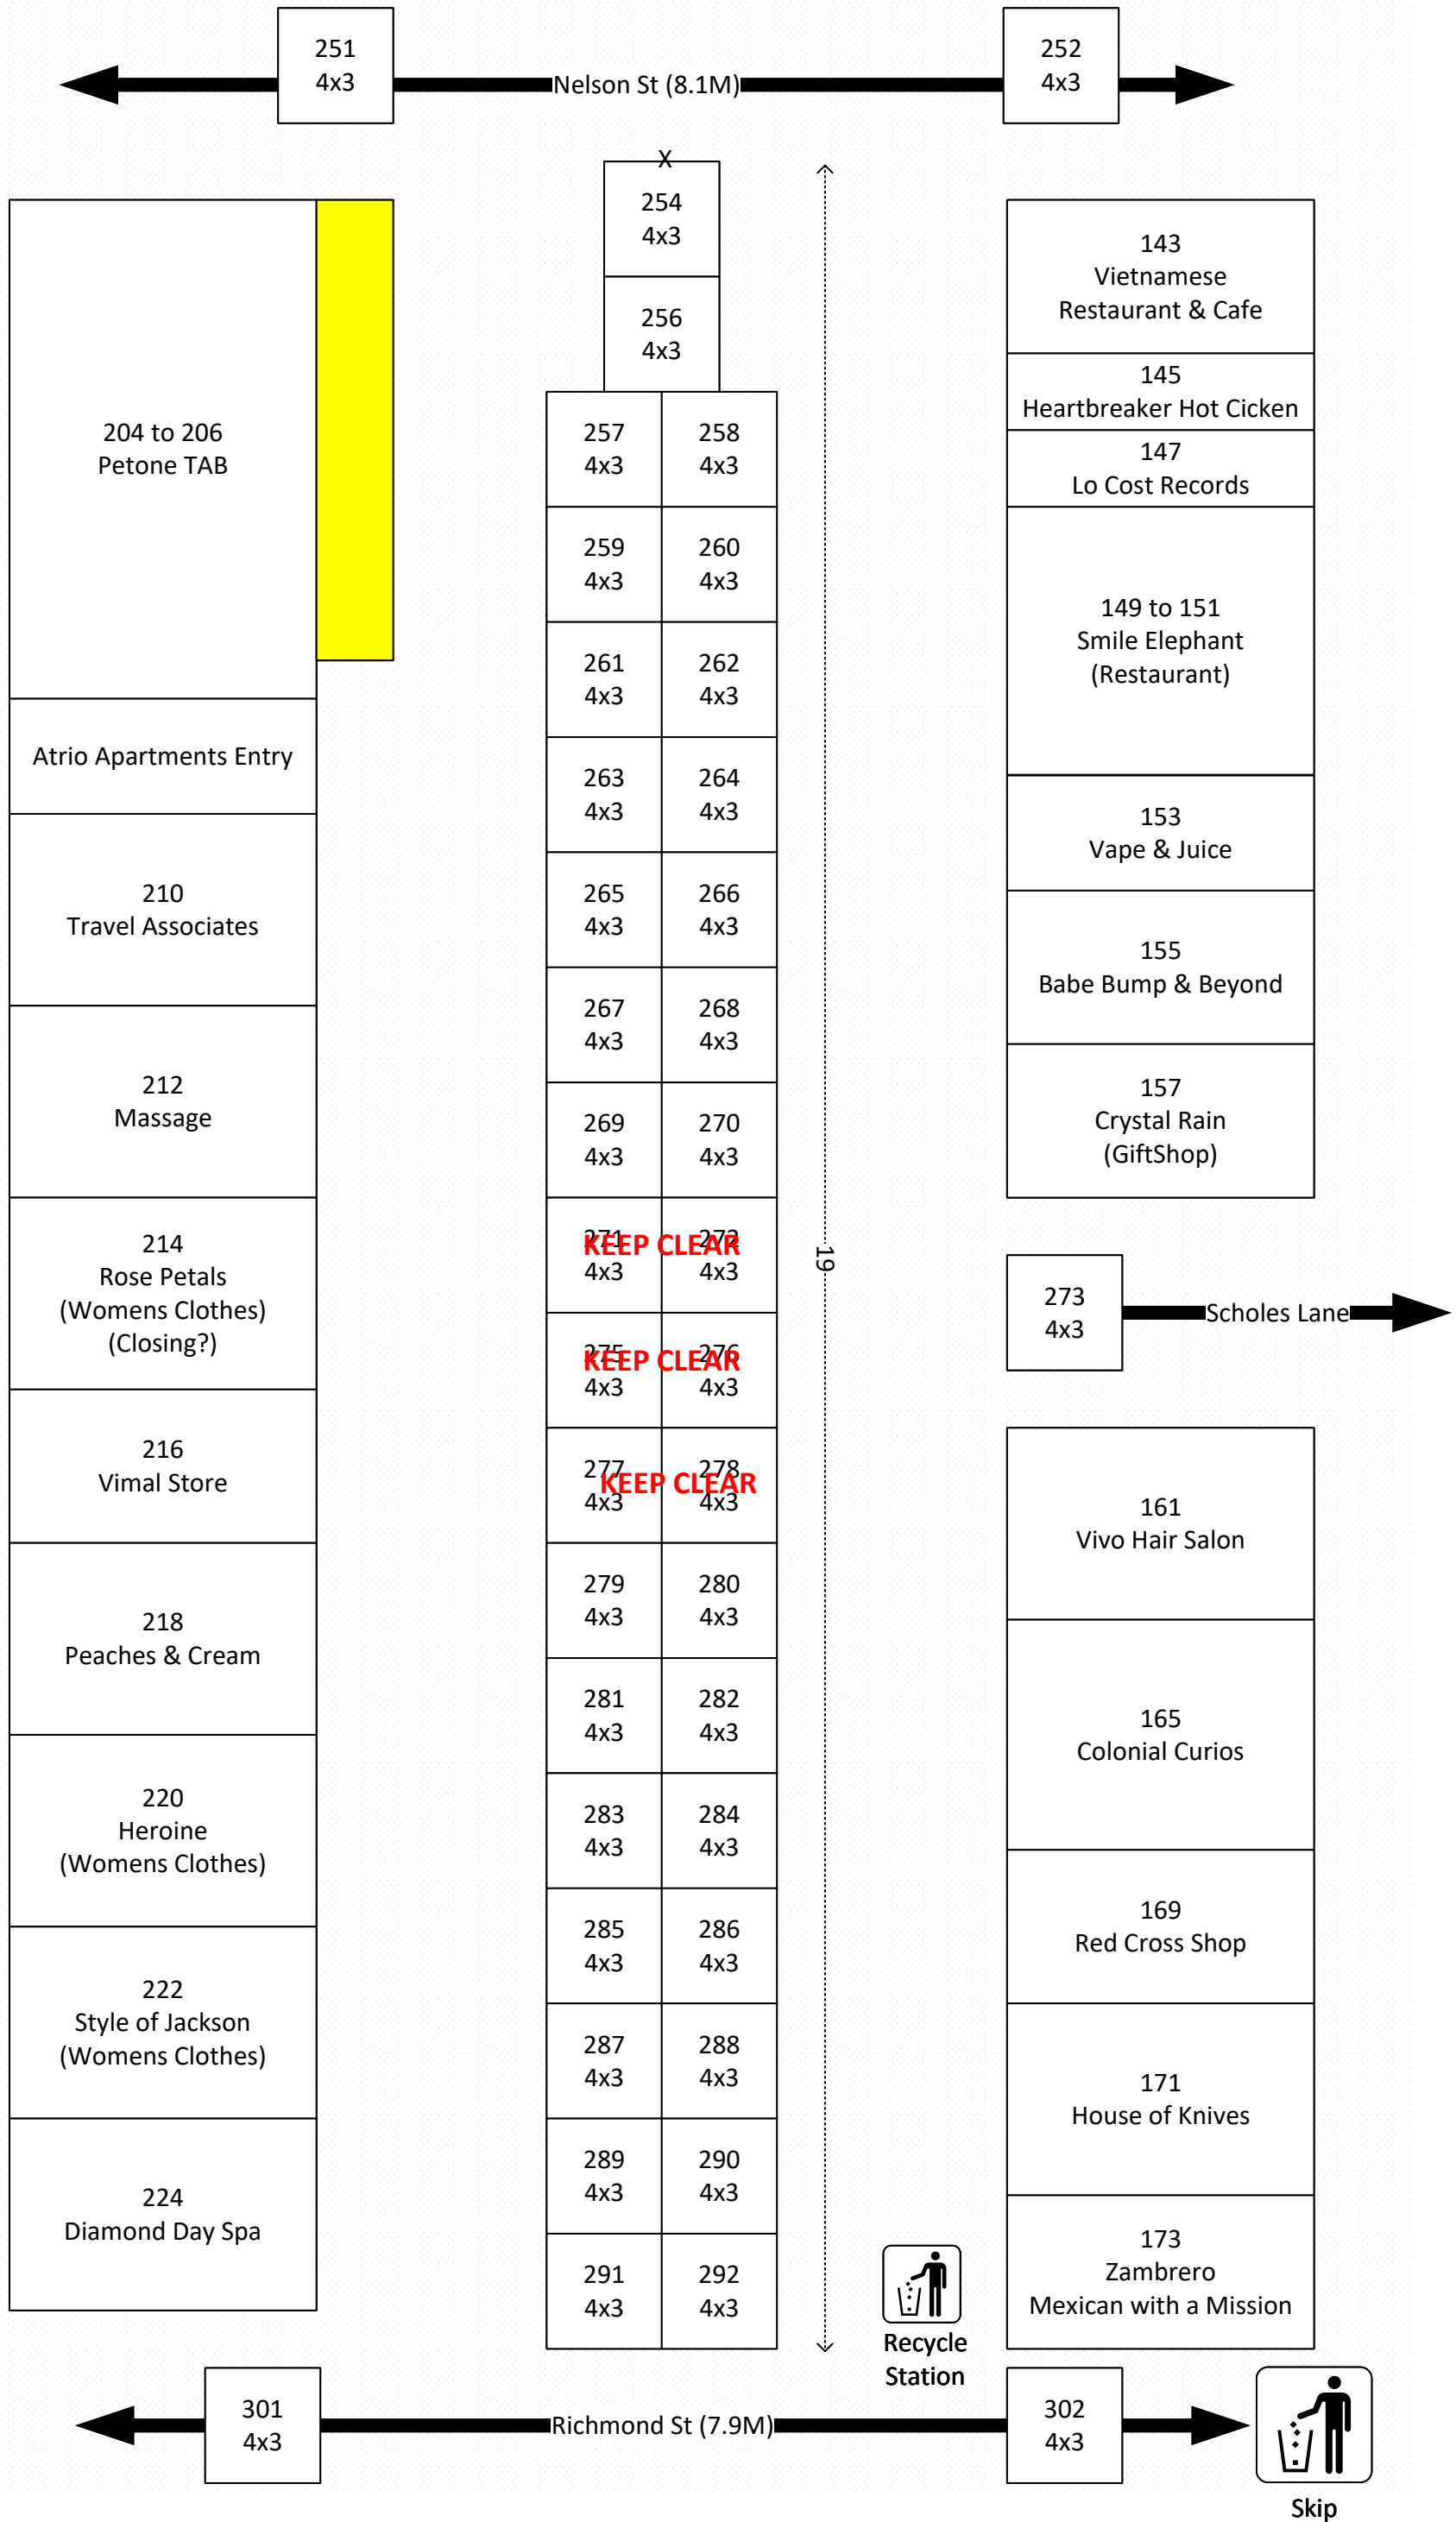 251
4x3
252
4x3
Nelson St (8.1M)
X
254
4x3
256
4x3
204 to 206
Petone TAB
Atrio Apartments Entry
210
Travel Associates
212
Massage
214
Rose Petals
(Womens Clothes)
(Closing?)
216
Vimal Store
218
Peaches & Cream
220
Heroine
(Womens Clothes)
222
Style of Jackson
(Womens Clothes)
224
Diamond Day Spa
257
4x3
258
4x3
259
4x3
260
4x3
261
4x3
262
4x3
263
4x3
264
4x3
265
4x3
266
4x3
267
4x3
268
4x3
269
4x3
270
4x3
271
4x3
272
4x3
KEEP CLEAR
275
4x3
276
4x3
KEEP CLEAR
277
4x3
278
4x3
KEEP CLEAR
279
4x3
280
4x3
281
4x3
282
4x3
283
4x3
284
4x3
285
4x3
286
4x3
287
4x3
288
4x3
289
4x3
290
4x3
291
4x3
292
4x3
19
143
Vietnamese
Restaurant & Cafe
145
Heartbreaker Hot Cicken
147
Lo Cost Records
149 to 151
Smile Elephant
(Restaurant)
153
Vape & Juice
155
Babe Bump & Beyond
157
Crystal Rain
(GiftShop)
273
4x3
Scholes Lane
161
Vivo Hair Salon
165
Colonial Curios
169
Red Cross Shop
171
House of Knives
173
Zambrero
Mexican with a Mission
Recycle
Station
301
4x3
Richmond St (7.9M)
302
4x3
Skip